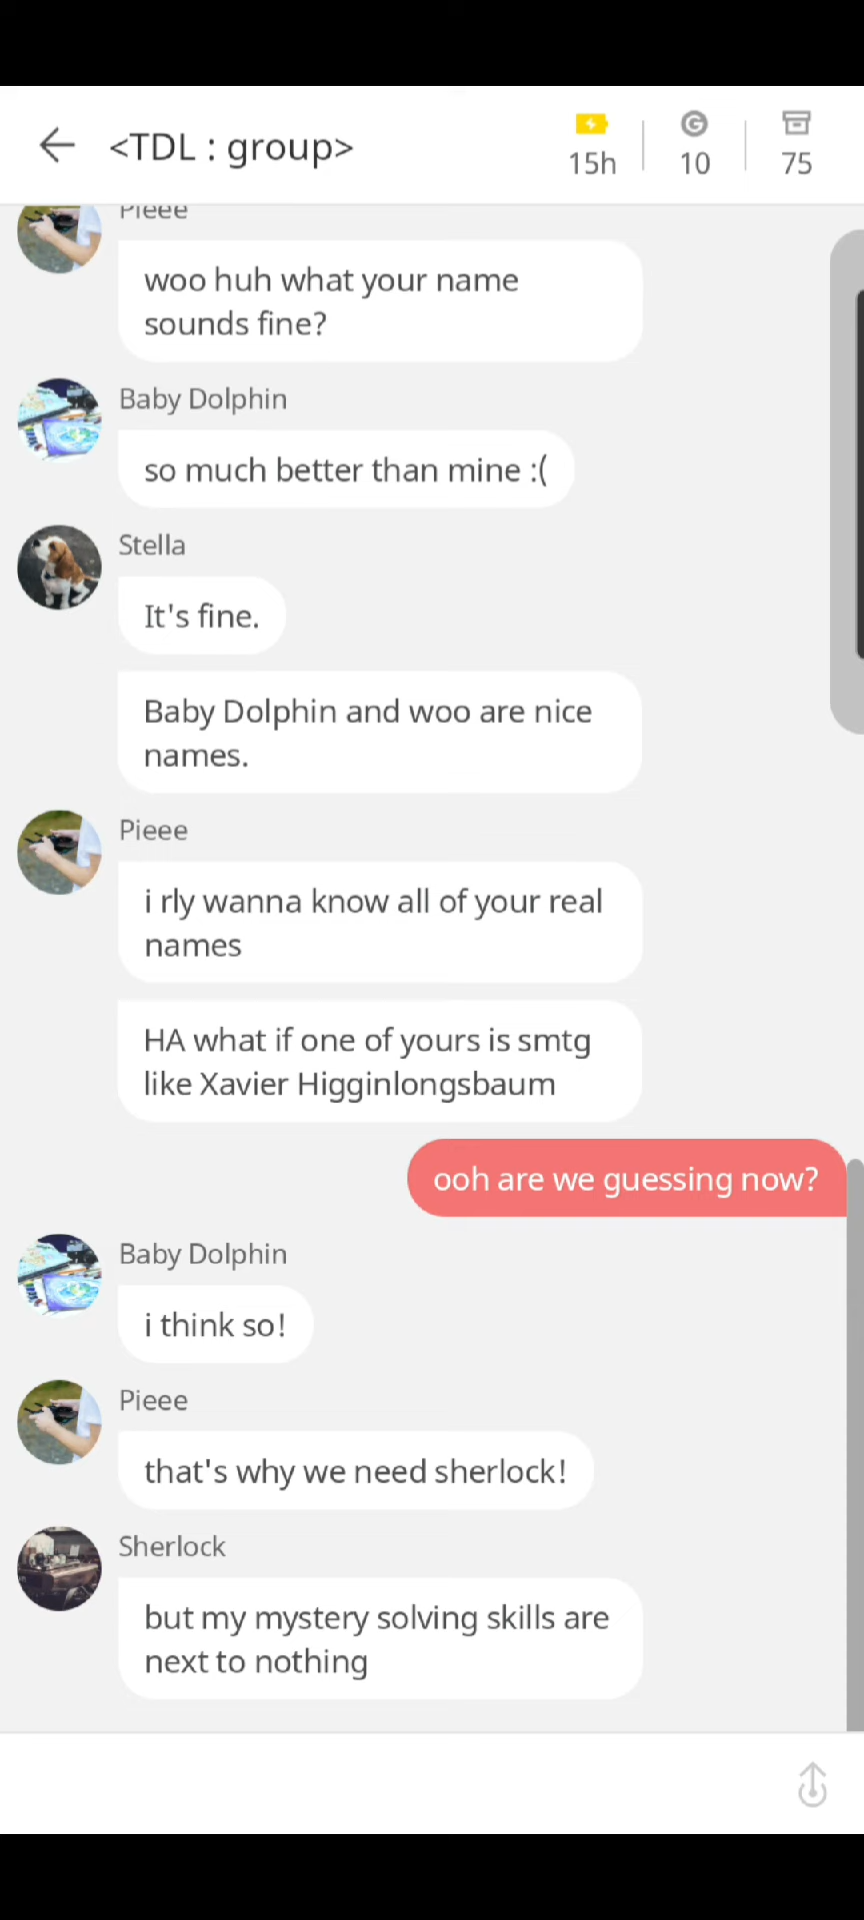 <TDL : group>
15h
10
75
Pieee
woo huh what your name
sounds fine?
Baby Dolphin
so much better than mine :(
Stella
It's fine.
Baby Dolphin and woo are nice
names.
Pieee
i rly wanna know all of your real
names
HA what if one of yours is smtg
like Xavier Higginlongsbaum
ooh are we guessing now?
Baby Dolphin
i think so!
Pieee
that's why we need sherlock!
Sherlock
but my mystery solving skills are
next to nothing